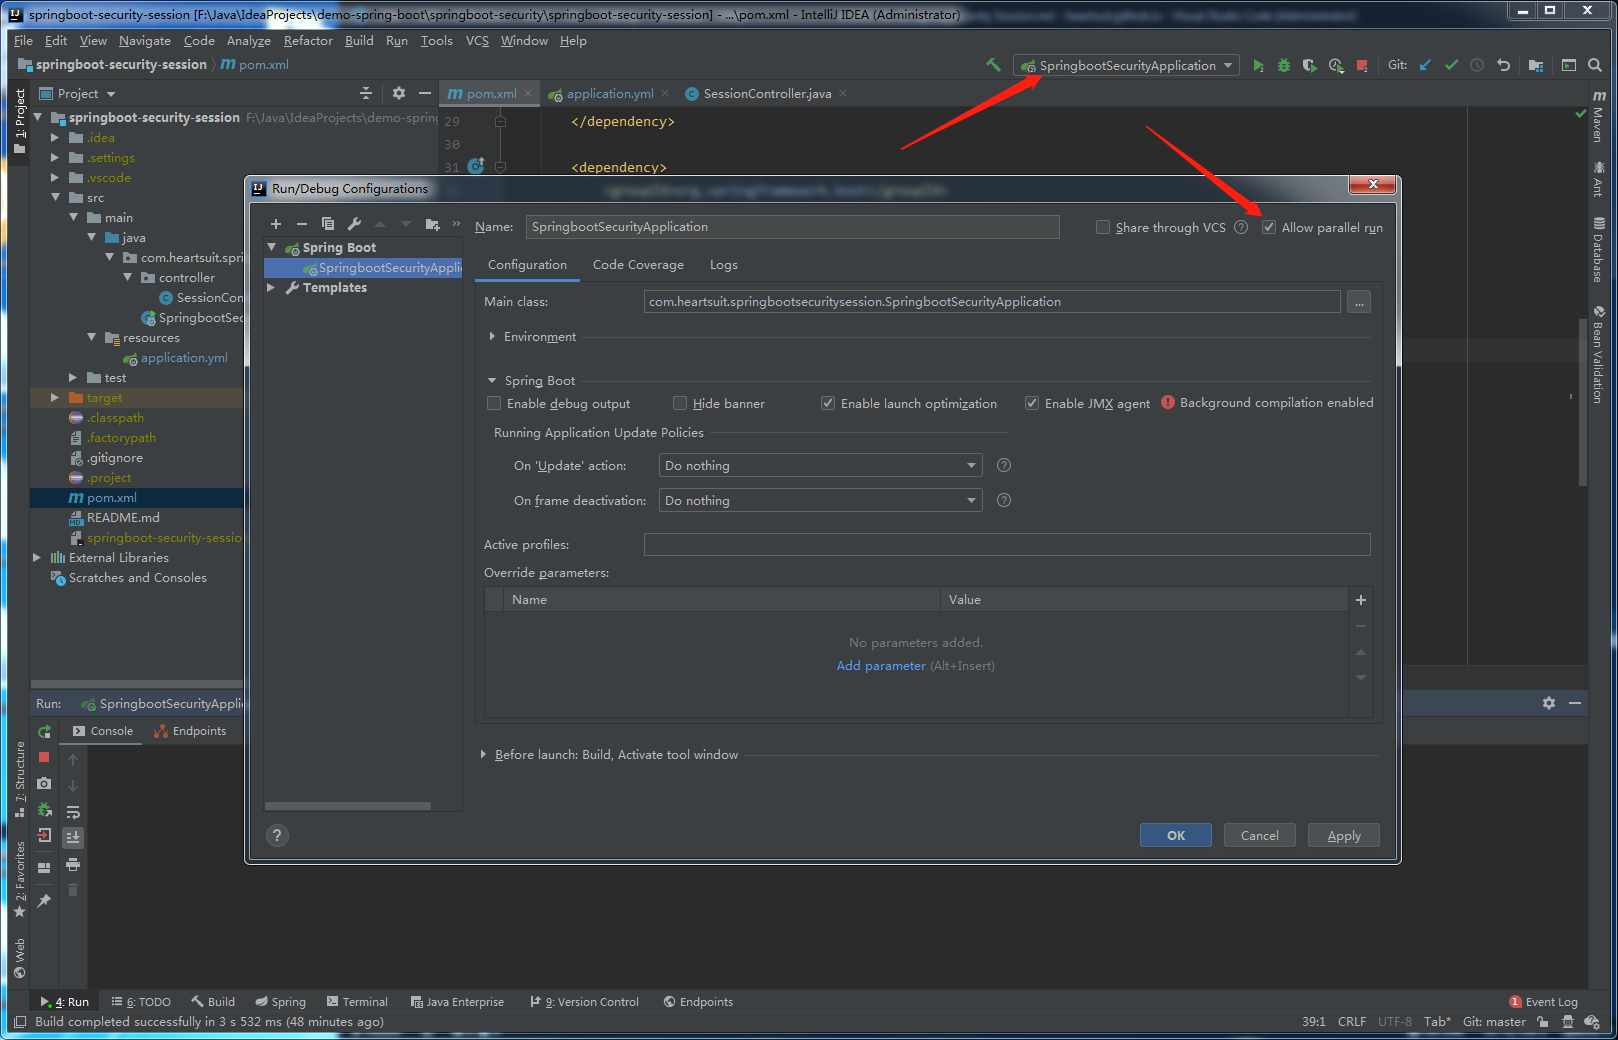 springboot-security-session [F:\Java\IdeaProjects\demo-spring-boot\springboot-security\springboot-security-session] - ...\pom.xml - IntelliJ IDEA (Administrator)
File Edit View Navigate Code Analyze Refactor Build Run Tools VCS Window Help
springboot-security-session pom.xml
SpringbootSecurityApplication
Git:
1: Project
Project
pom.xml
application.yml
SessionController.java
springboot-security-session F:\Java\IdeaProjects\demo-spring
.idea
.settings
.vscode
src
main
java
com.heartsuit.spri
controller
SessionCon
SpringbootSec
resources
application.yml
test
target
.classpath
.factorypath
.gitignore
.project
pom.xml
README.md
springboot-security-sessio
External Libraries
Scratches and Consoles
29
</dependency>
30
31
<dependency>
Maven
Ant
Database
Bean Validation
Run/Debug Configurations
Spring Boot
SpringbootSecurityAppli
Templates
Name: SpringbootSecurityApplication
Share through VCS
Allow parallel run
Configuration
Code Coverage
Logs
Main class: com.heartsuit.springbootsecuritysession.SpringbootSecurityApplication
...
Environment
Spring Boot
Enable debug output
Hide banner
Enable launch optimization
Enable JMX agent
Background compilation enabled
Running Application Update Policies
On 'Update' action: Do nothing
On frame deactivation: Do nothing
Active profiles:
Override parameters:
Name
Value
No parameters added.
Add parameter (Alt+Insert)
Before launch: Build, Activate tool window
?
OK
Cancel
Apply
Run: SpringbootSecurityAppli
Console
Endpoints
7: Structure
2: Favorites
Web
4: Run
6: TODO
Build
Spring
Terminal
Java Enterprise
9: Version Control
Endpoints
1 Event Log
Build completed successfully in 3 s 532 ms (48 minutes ago)
39:1 CRLF UTF-8 Tab* Git: master